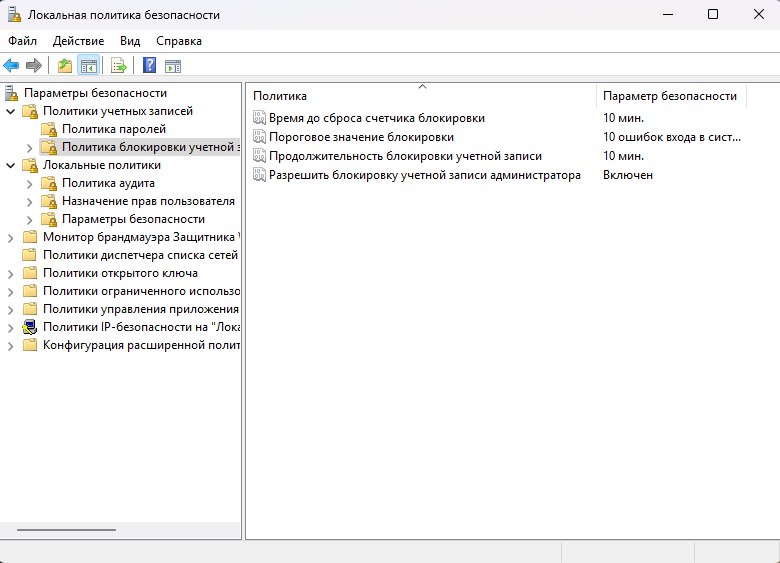 Локальная политика безопасности
Файл Действие Вид Справка
Параметры безопасности
Политики учетных записей
Политика паролей
Политика блокировки учетной з
Локальные политики
Политика аудита
Назначение прав пользователя
Параметры безопасности
Монитор брандмауэра Защитника
Политики диспетчера списка сетей
Политики открытого ключа
Политики ограниченного использо
Политики управления приложения
Политики IP-безопасности на "Лока
Конфигурация расширенной полит
Политика Параметр безопасности
Время до сброса счетчика блокировки 10 мин.
Пороговое значение блокировки 10 ошибок входа в сист...
Продолжительность блокировки учетной записи 10 мин.
Разрешить блокировку учетной записи администратора Включен